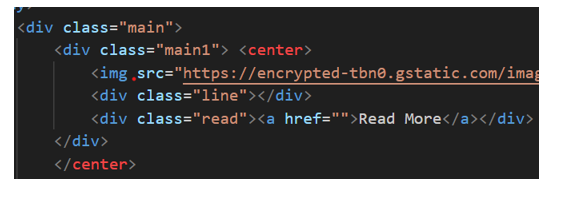 <div class="main">
<div class="main1"> <center>
<img src="https://encrypted-tbn0.gstatic.com/imag
<div class="line"></div>
<div class="read"><a href="">Read More</a></div>
</div>
</center>